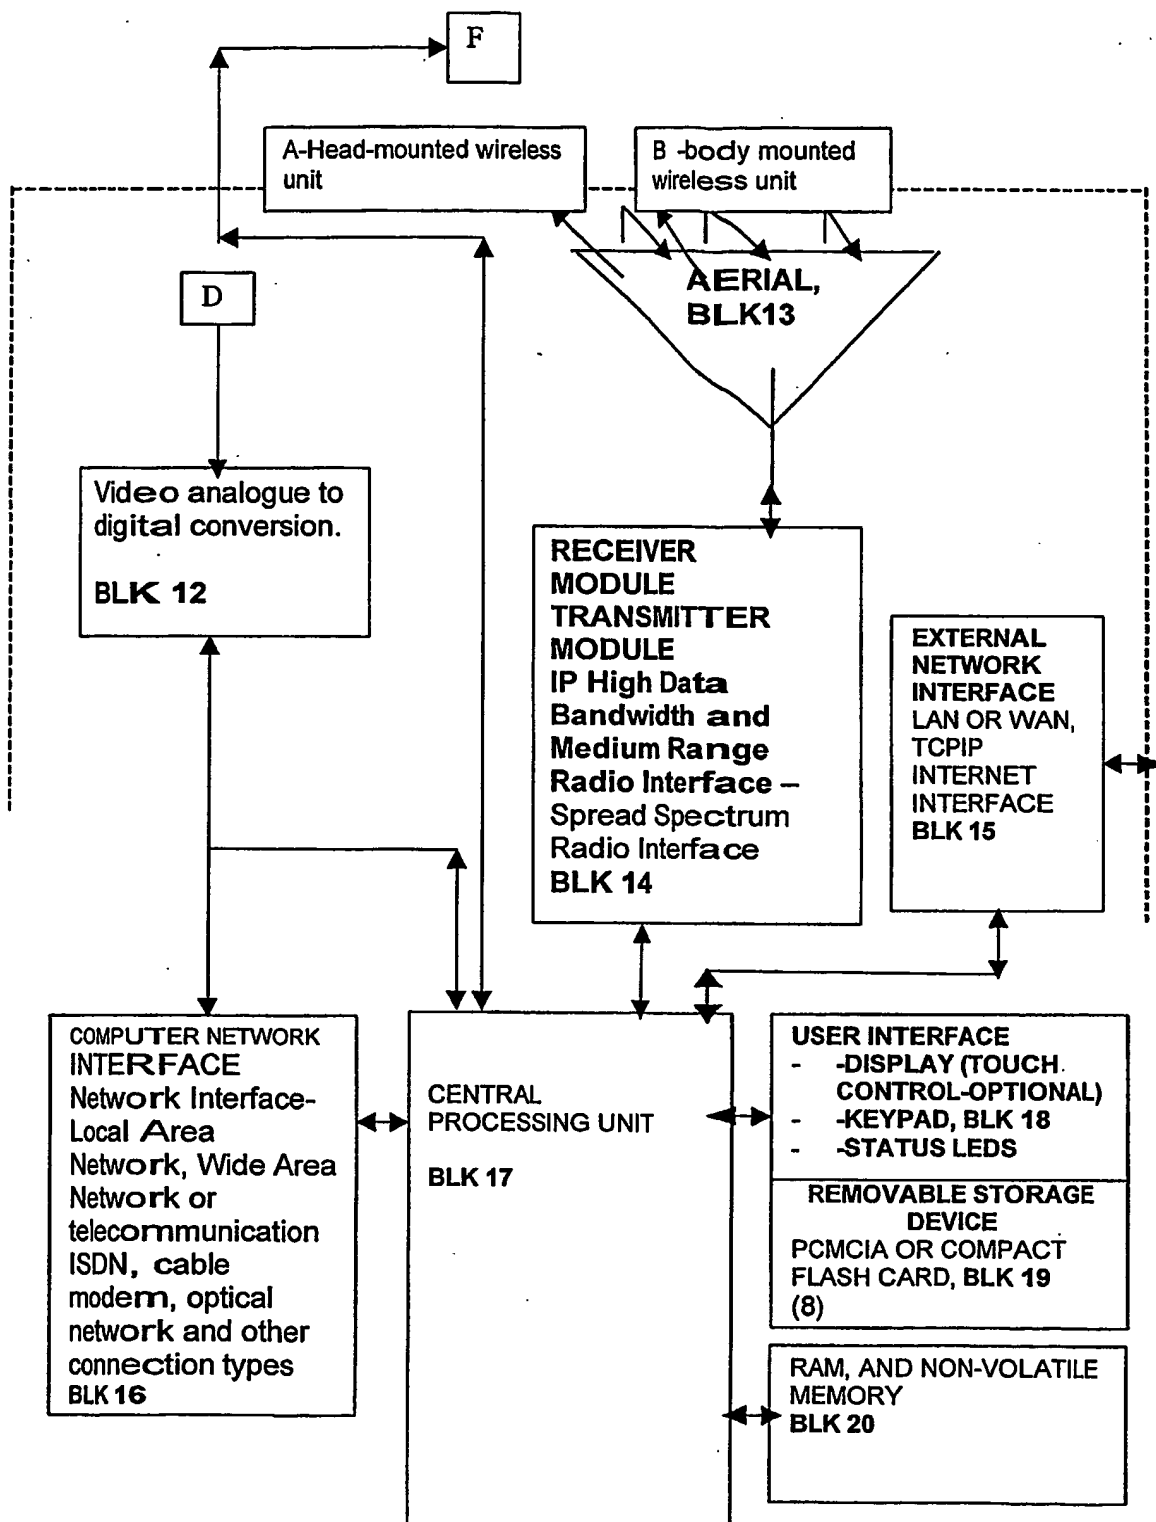 F
A-Head-mounted wireless
unit
B -body mounted
wireless unit
D
AERIAL,
BLK13
Video analogue to
digital conversion.
BLK 12
RECEIVER
MODULE
TRANSMITTER
MODULE
IP High Data
Bandwidth and
Medium Range
Radio Interface –
Spread Spectrum
Radio Interface
BLK 14
EXTERNAL
NETWORK
INTERFACE
LAN OR WAN,
TCPIP
INTERNET
INTERFACE
BLK 15
COMPUTER NETWORK
INTERFACE
Network Interface-
Local Area
Network, Wide Area
Network or
telecommunication
ISDN, cable
modem, optical
network and other
connection types
BLK 16
CENTRAL
PROCESSING UNIT
BLK 17
USER INTERFACE
- -DISPLAY (TOUCH
CONTROL-OPTIONAL)
- -KEYPAD, BLK 18
- -STATUS LEDS
REMOVABLE STORAGE
DEVICE
PCMCIA OR COMPACT
FLASH CARD, BLK 19
(8)
RAM, AND NON-VOLATILE
MEMORY
BLK 20